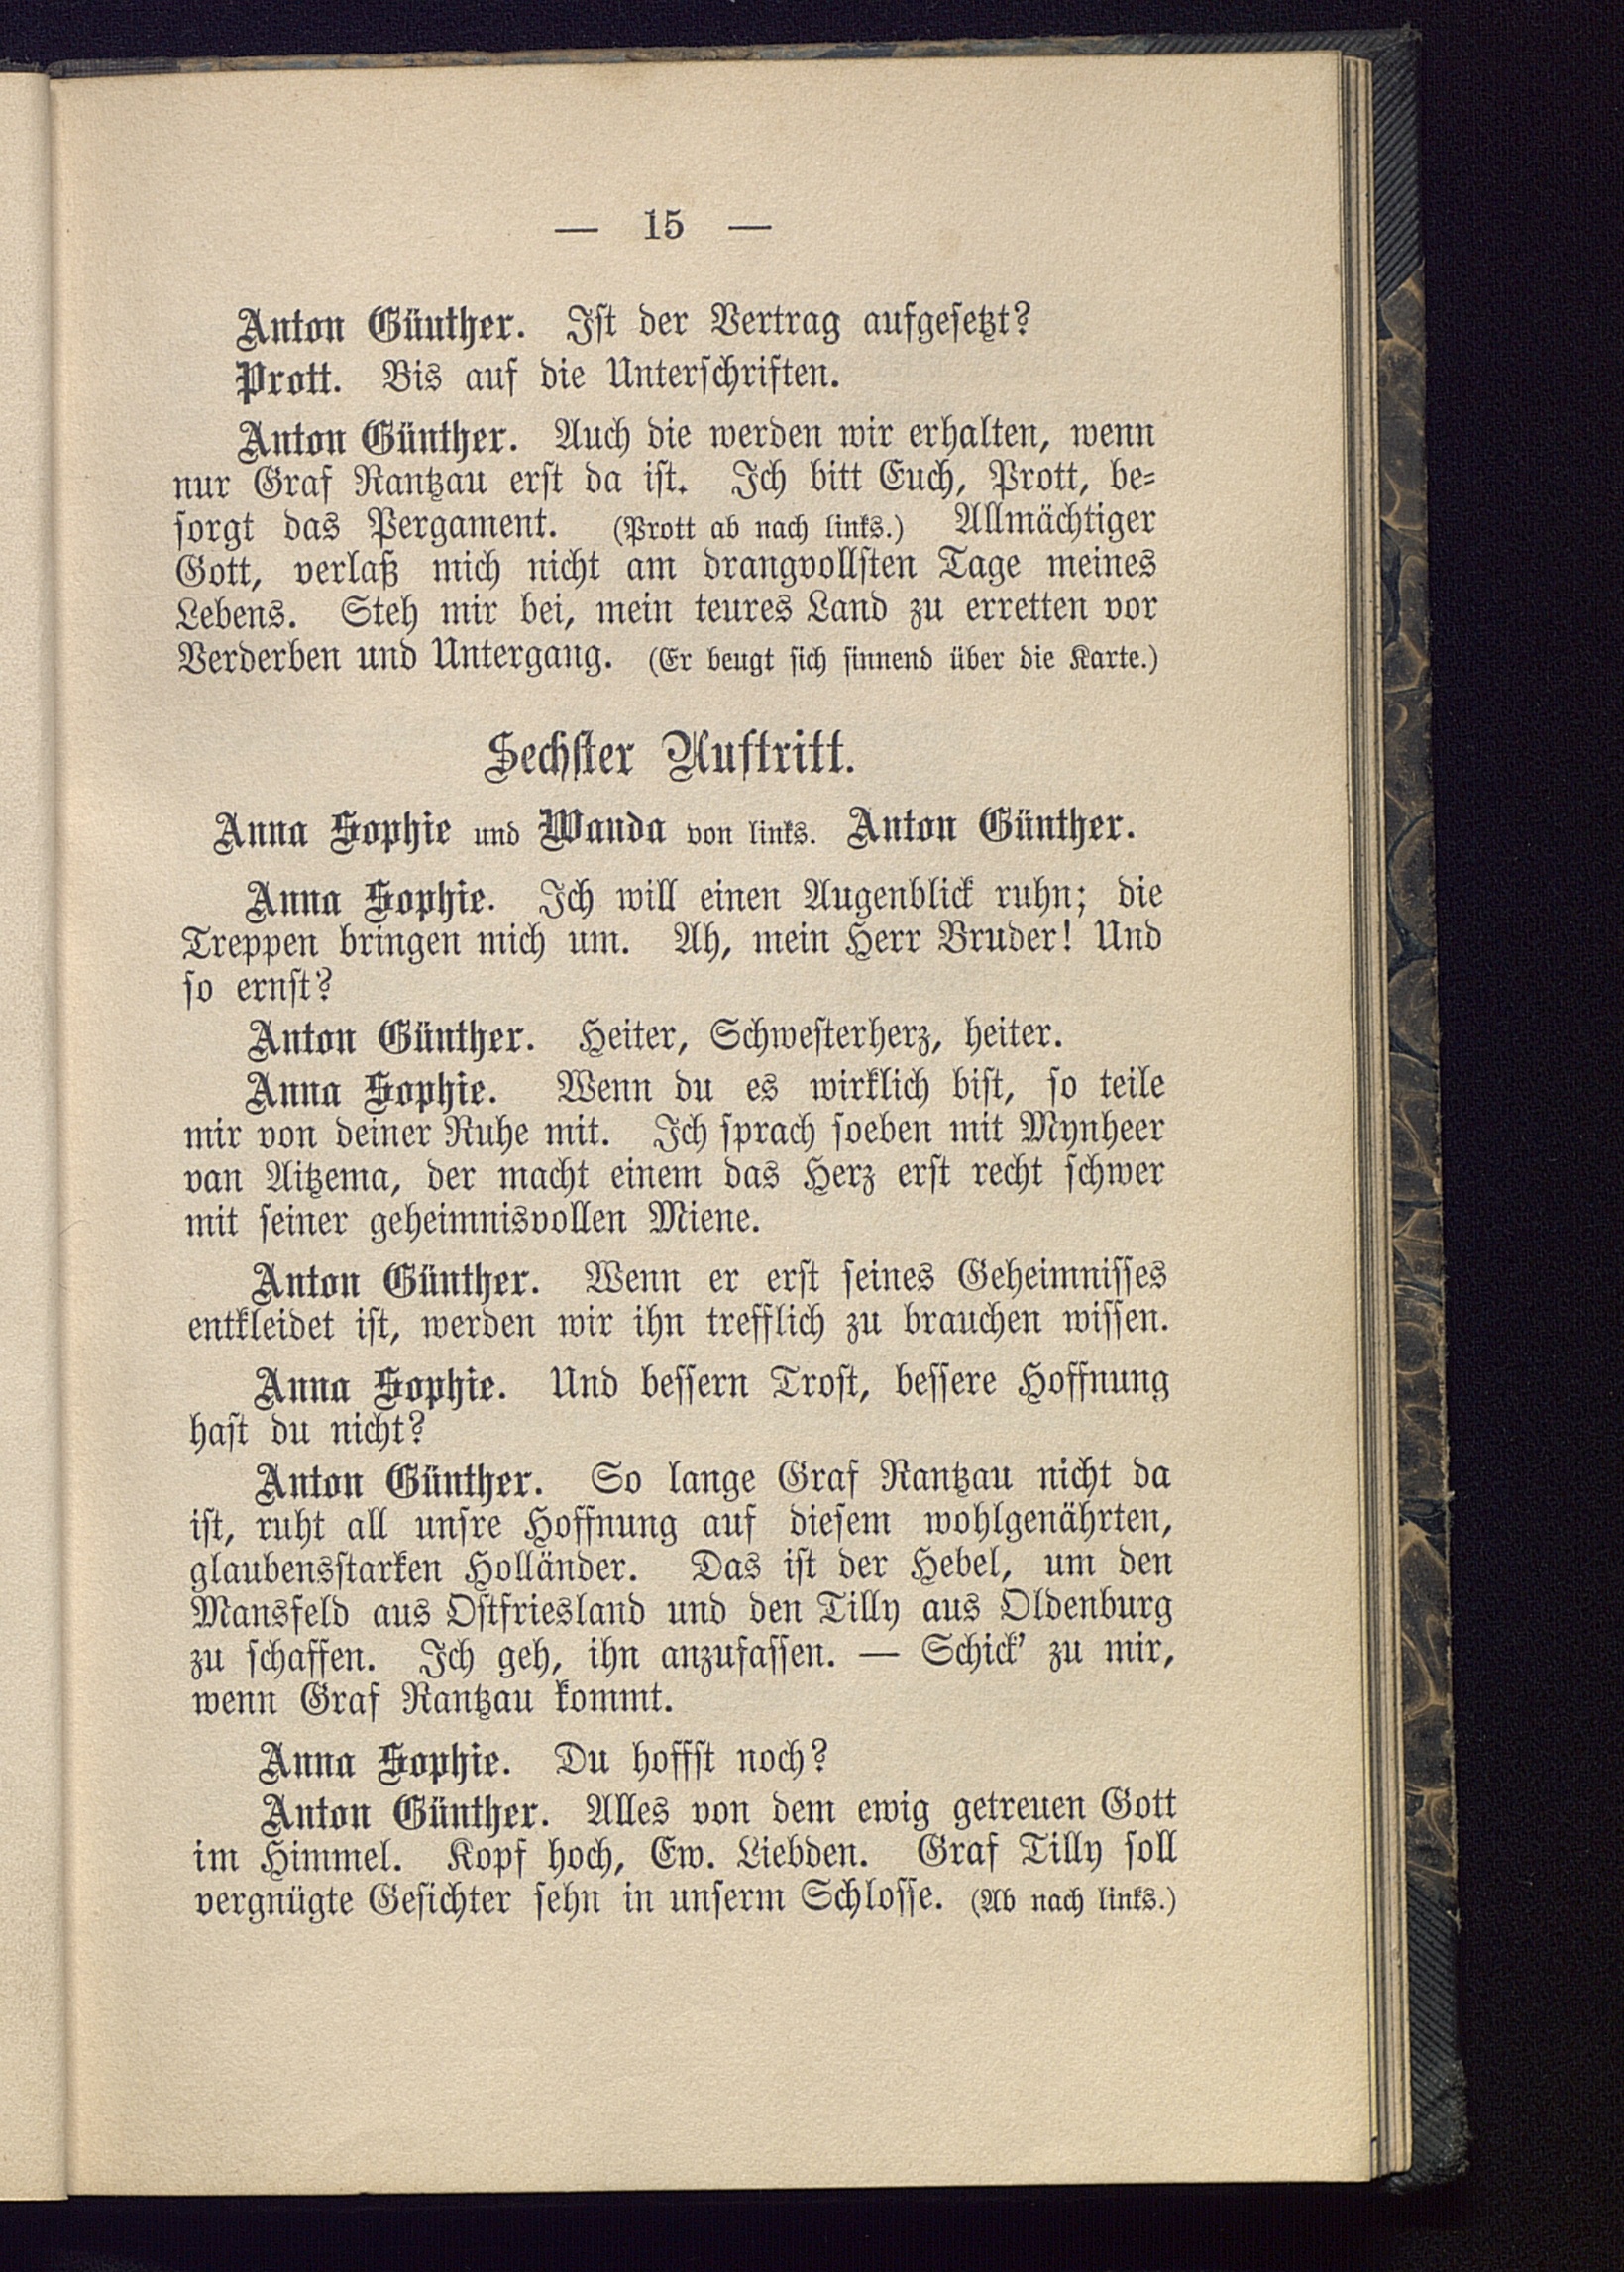 — 15 —
Anton Günther. Ist der Vertrag aufgesetzt?
Prott. Bis auf die Unterschriften.
Anton Günther. Auch die werden wir erhalten, wenn
nur Graf Rantzau erst da ist. Ich bitt Euch, Prott, be-
sorgt das Pergament. (Prott ab nach links.) Allmächtiger
Gott, verlaß mich nicht am drangvollsten Tage meines
Lebens. Steh mir bei, mein teures Land zu erretten vor
Verderben und Untergang. (Er beugt sich sinnend über die Karte.)
Sechster Auftritt.
Anna Sophie und Wanda von links. Anton Günther.
Anna Sophie. Ich will einen Augenblick ruhn; die
Treppen bringen mich um. Ah, mein Herr Bruder! Und
so ernst?
Anton Günther. Heiter, Schwesterherz, heiter.
Anna Sophie. Wenn du es wirklich bist, so teile
mir von deiner Ruhe mit. Ich sprach soeben mit Mynheer
van Aitzema, der macht einem das Herz erst recht schwer
mit seiner geheimnisvollen Miene.
Anton Günther. Wenn er erst seines Geheimnisses
entkleidet ist, werden wir ihn trefflich zu brauchen wissen.
Anna Sophie. Und bessern Trost, bessere Hoffnung
hast du nicht?
Anton Günther. So lange Graf Rantzau nicht da
ist, ruht all unsre Hoffnung auf diesem wohlgenährten,
glaubensstarken Holländer. Das ist der Hebel, um den
Mansfeld aus Ostfriesland und den Tilly aus Oldenburg
zu schaffen. Ich geh, ihn anzufassen. — Schick' zu mir,
wenn Graf Rantzau kommt.
Anna Sophie. Du hoffst noch?
Anton Günther. Alles von dem ewig getreuen Gott
im Himmel. Kopf hoch, Ew. Liebden. Graf Tilly soll
vergnügte Gesichter sehn in unserm Schlosse. (Ab nach links.)